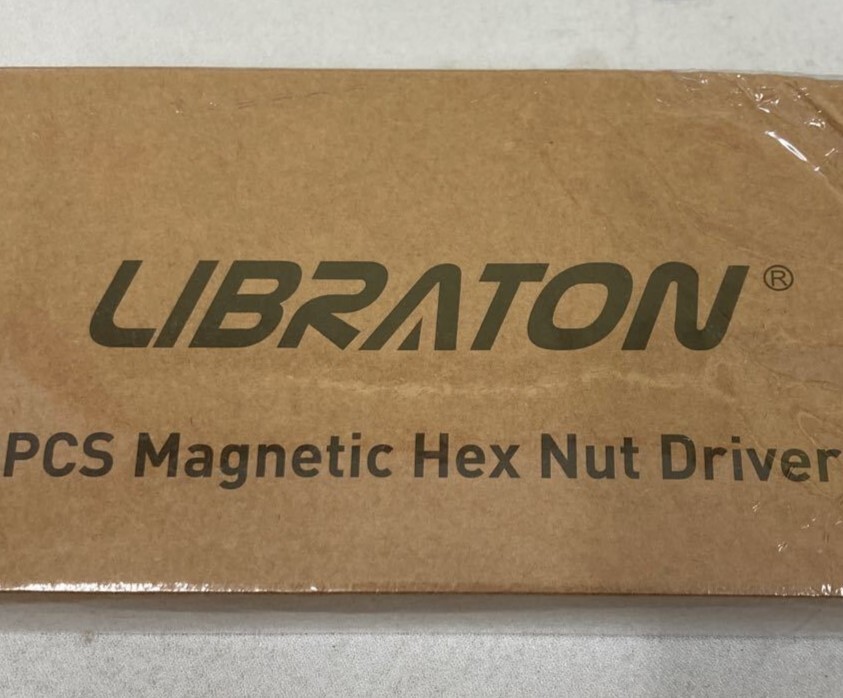 LIBRATON®
PCS Magnetic Hex Nut Driver